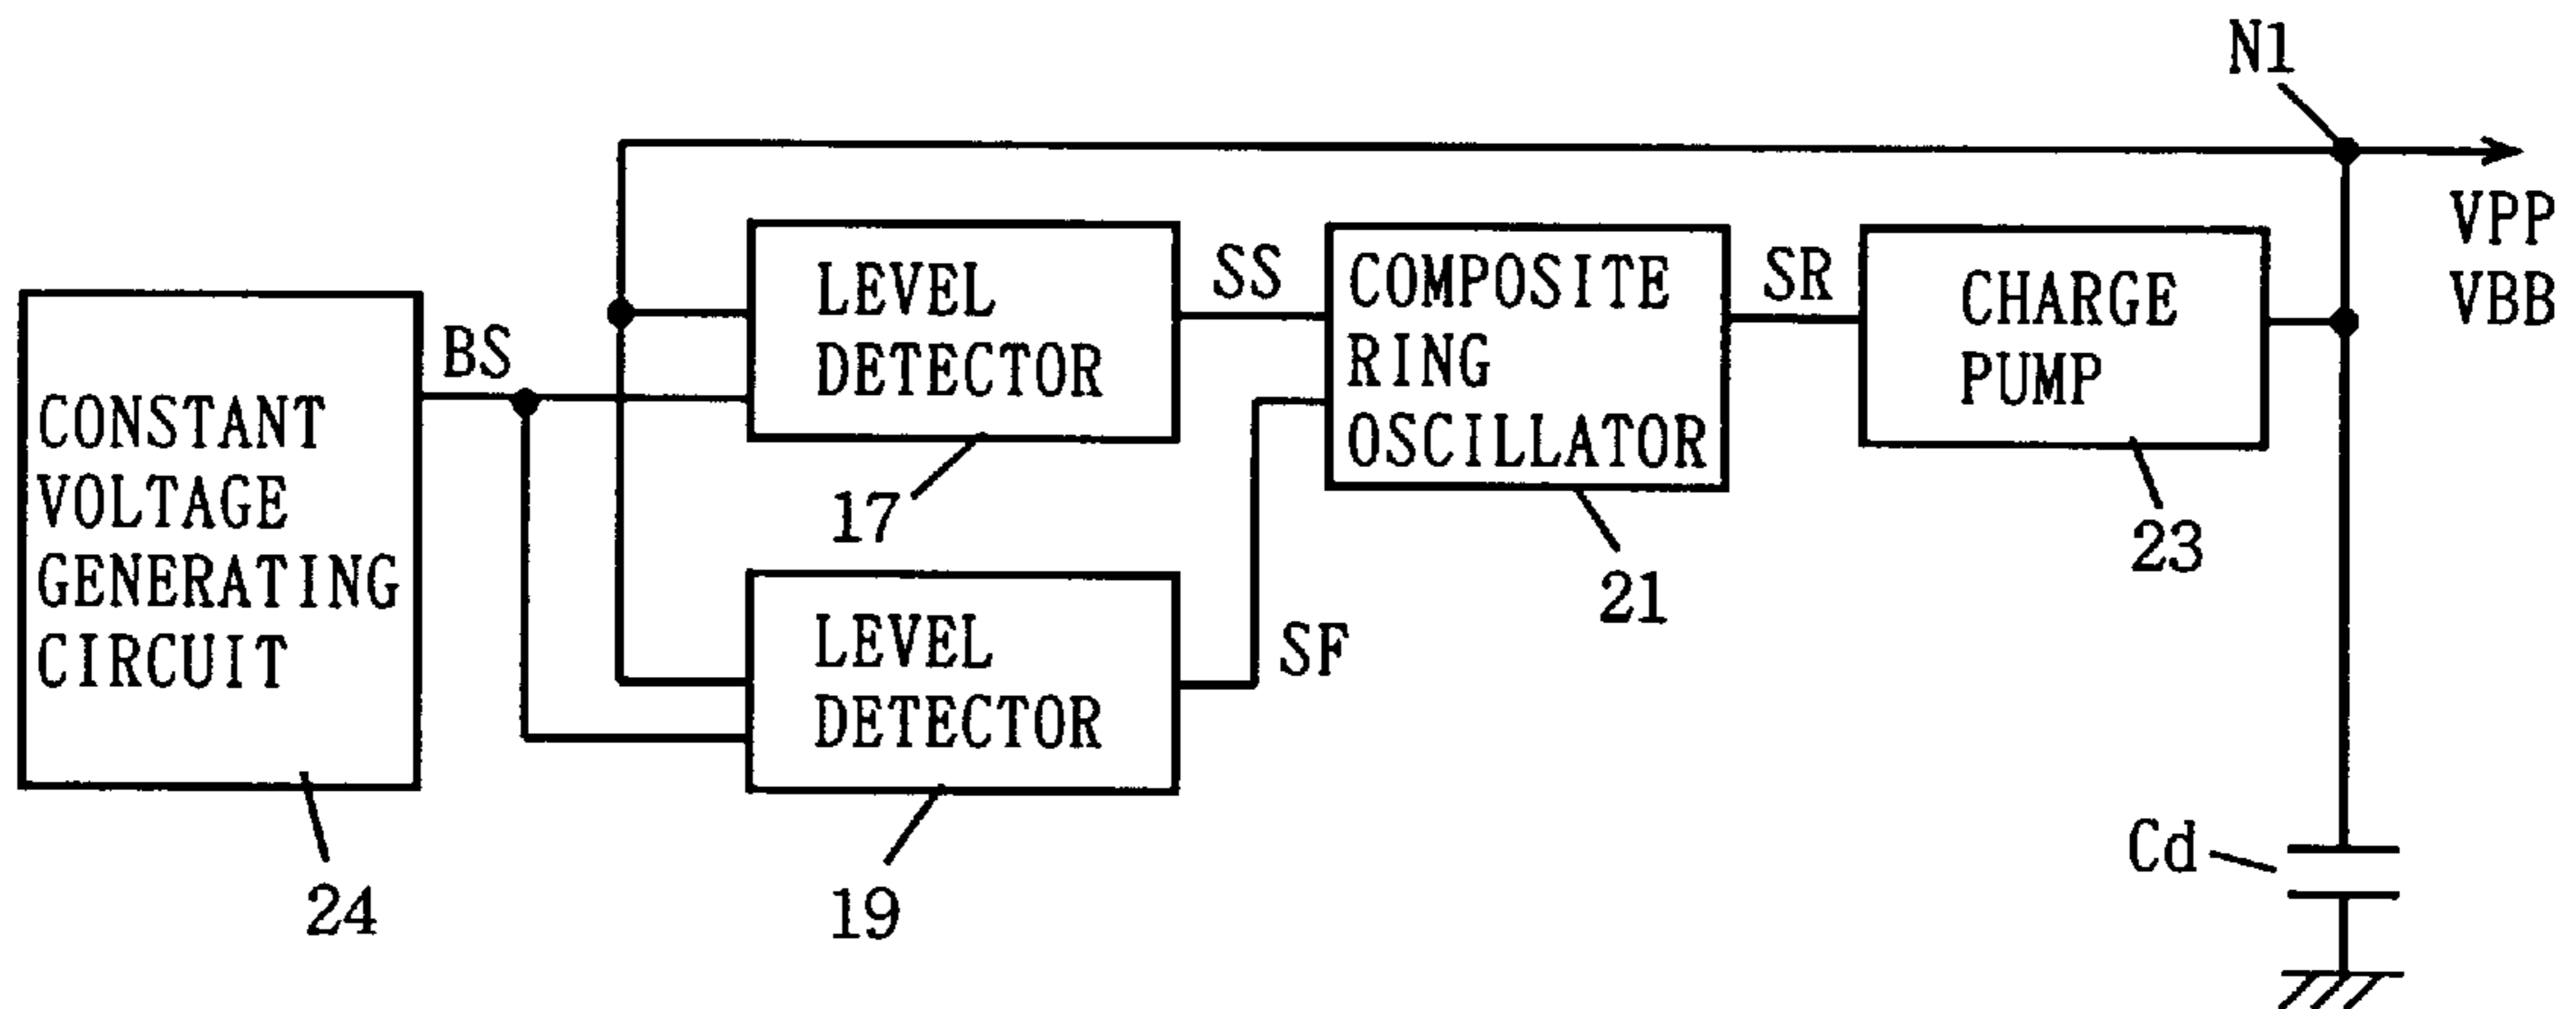 N1
VPP
VBB
CONSTANT
VOLTAGE
GENERATING
CIRCUIT
24
BS
LEVEL
DETECTOR
17
SS
LEVEL
DETECTOR
19
SF
COMPOSITE
RING
OSCILLATOR
21
SR
CHARGE
PUMP
23
Cd